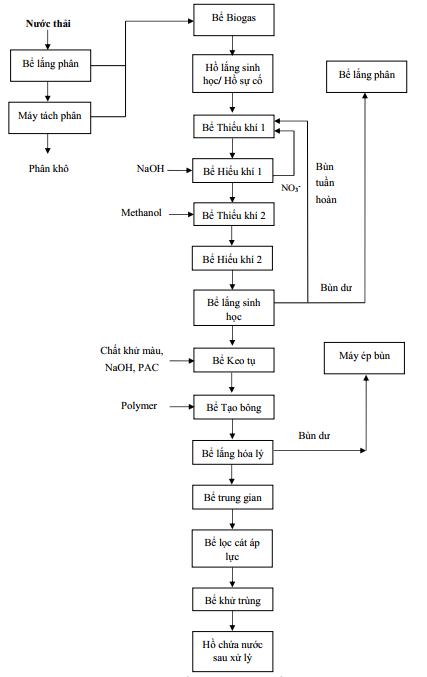 Nước thải
Bể lắng phân
Máy tách phân
Phân khô
Bể Biogas
Hồ lắng sinh
học/ Hồ sự cố
Bể lắng phân
Bể Thiếu khí 1
NaOH
Bể Hiếu khí 1
NO₃⁻
Bùn
tuần
hoàn
Methanol
Bể Thiếu khí 2
Bể Hiếu khí 2
Bể lắng sinh
học
Bùn dư
Chất khử màu,
NaOH, PAC
Bể Keo tụ
Máy ép bùn
Polymer
Bể Tạo bông
Bể lắng hóa lý
Bùn dư
Bể trung gian
Bể lọc cát áp
lực
Bể khử trùng
Hồ chứa nước
sau xử lý